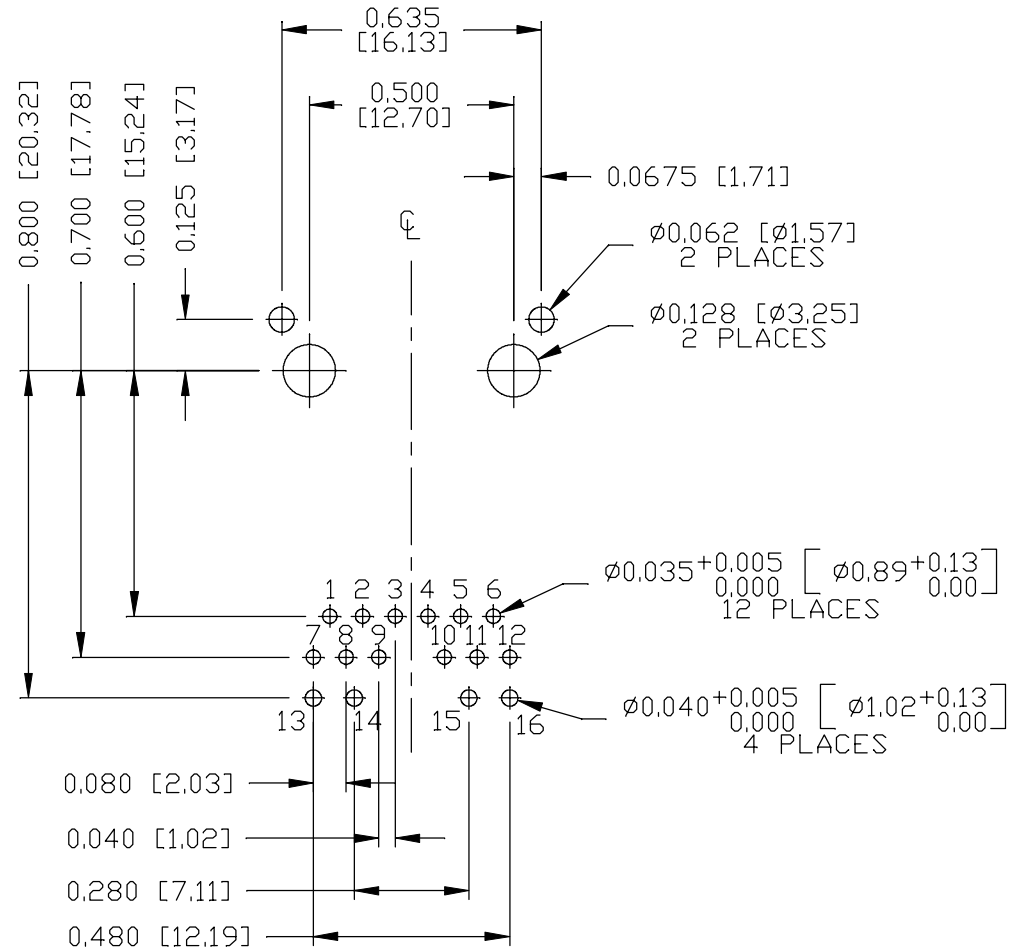 0.635
[16.13]
0.500
[12.70]
0.800 [20.32]
0.700 [17.78]
0.600 [15.24]
0.125 [3.17]
0.0675 [1.71]
℄
Ø0.062 [Ø1.57]
2 PLACES
Ø0.128 [Ø3.25]
2 PLACES
Ø0.035 +0.005 0.000 [Ø0.89 +0.13 0.00]
12 PLACES
1 2 3 4 5 6
7 8 9 10 11 12
Ø0.040 +0.005 0.000 [Ø1.02 +0.13 0.00]
4 PLACES
13 14 15 16
0.080 [2.03]
0.040 [1.02]
0.280 [7.11]
0.480 [12.19]